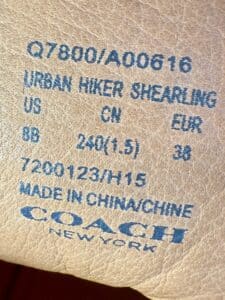 Q7800/A00616
URBAN HIKER SHEARLING
US CN EUR
8B 240(1.5) 38
7200123/H15
MADE IN CHINA/CHINE
COACH
NEW YORK